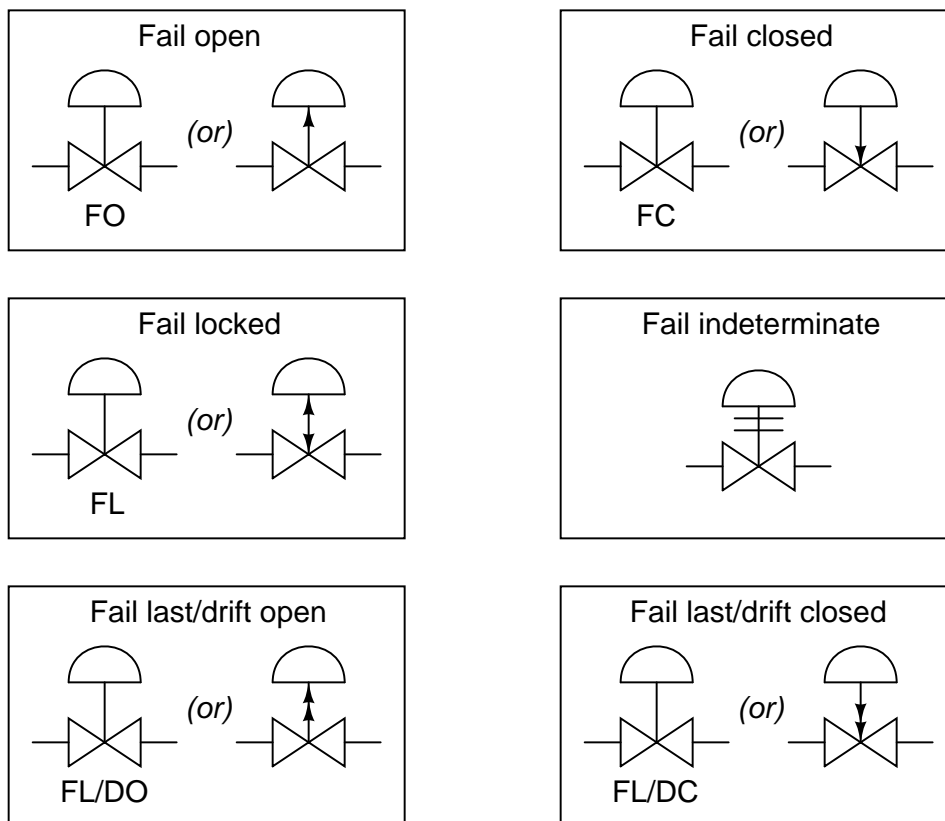 Fail open
(or)
FO
Fail closed
(or)
FC
Fail locked
(or)
FL
Fail indeterminate
Fail last/drift open
(or)
FL/DO
Fail last/drift closed
(or)
FL/DC